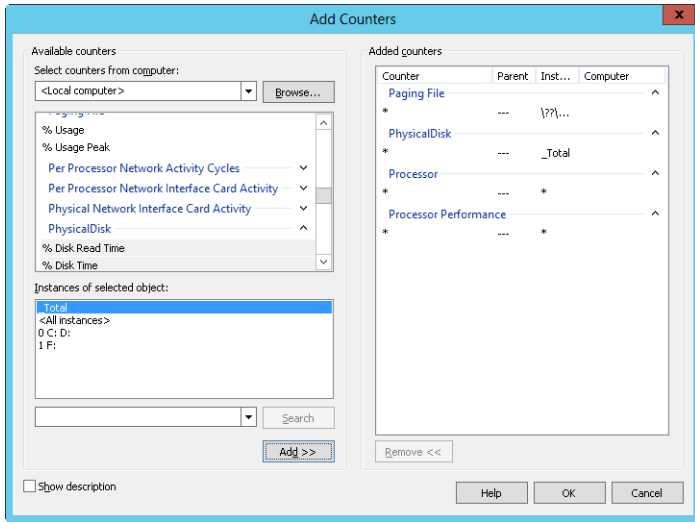 Add Counters
x
Available counters
Select counters from computer:
<Local computer>
Browse...
% Usage
% Usage Peak
Per Processor Network Activity Cycles
Per Processor Network Interface Card Activity
Physical Network Interface Card Activity
PhysicalDisk
% Disk Read Time
% Disk Time
Instances of selected object:
_Total
<All instances>
0 C: D:
1 F:
Search
Add >>
Show description
Added counters
Counter Parent Inst... Computer
Paging File
* --- \??\...
PhysicalDisk
* --- _Total
Processor
* --- *
Processor Performance
* --- *
Remove <<
Help
OK
Cancel